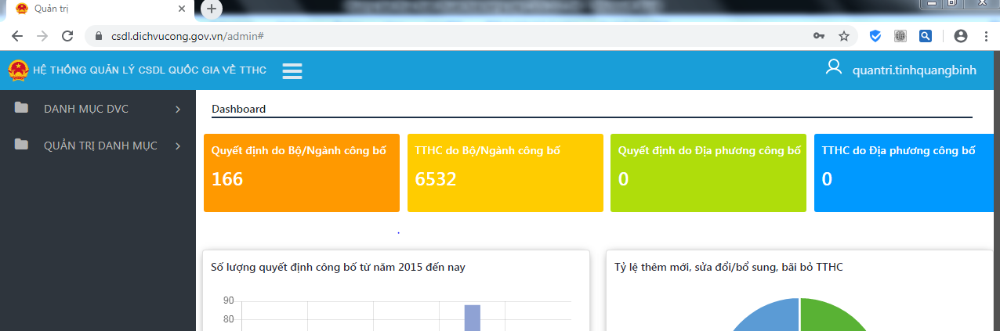 Quản trị
csdl.dichvucong.gov.vn/admin#
HỆ THỐNG QUẢN LÝ CSDL QUỐC GIA VỀ TTHC
quantri.tinhquangbinh
DANH MỤC DVC
QUẢN TRỊ DANH MỤC
Dashboard
Quyết định do Bộ/Ngành công bố
166
TTHC do Bộ/Ngành công bố
6532
Quyết định do Địa phương công bố
0
TTHC do Địa phương công bố
0
Số lượng quyết định công bố từ năm 2015 đến nay
90
80
Tỷ lệ thêm mới, sửa đổi/bổ sung, bãi bỏ TTHC